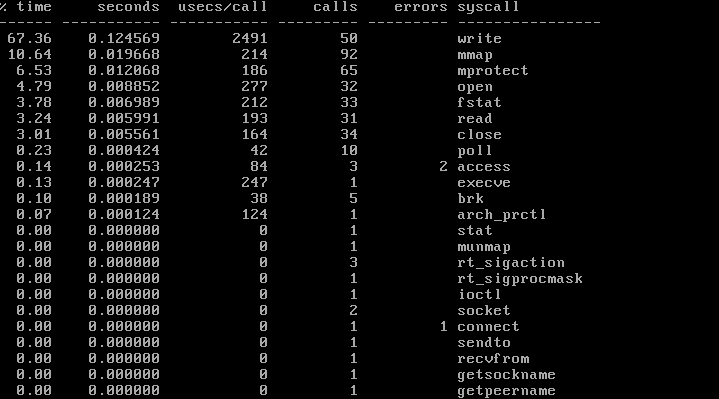 % time     seconds  usecs/call     calls    errors syscall
------ ----------- ----------- --------- --------- ----------------
 67.36    0.124569        2491        50           write
 10.64    0.019668         214        92           mmap
  6.53    0.012068         186        65           mprotect
  4.79    0.008852         277        32           open
  3.78    0.006989         212        33           fstat
  3.24    0.005991         193        31           read
  3.01    0.005561         164        34           close
  0.23    0.000424          42        10           poll
  0.14    0.000253          84         3         2 access
  0.13    0.000247         247         1           execve
  0.10    0.000189          38         5           brk
  0.07    0.000124         124         1           arch_prctl
  0.00    0.000000           0         1           stat
  0.00    0.000000           0         1           munmap
  0.00    0.000000           0         3           rt_sigaction
  0.00    0.000000           0         1           rt_sigprocmask
  0.00    0.000000           0         1           ioctl
  0.00    0.000000           0         2           socket
  0.00    0.000000           0         1         1 connect
  0.00    0.000000           0         1           sendto
  0.00    0.000000           0         1           recvfrom
  0.00    0.000000           0         1           getsockname
  0.00    0.000000           0         1           getpeername